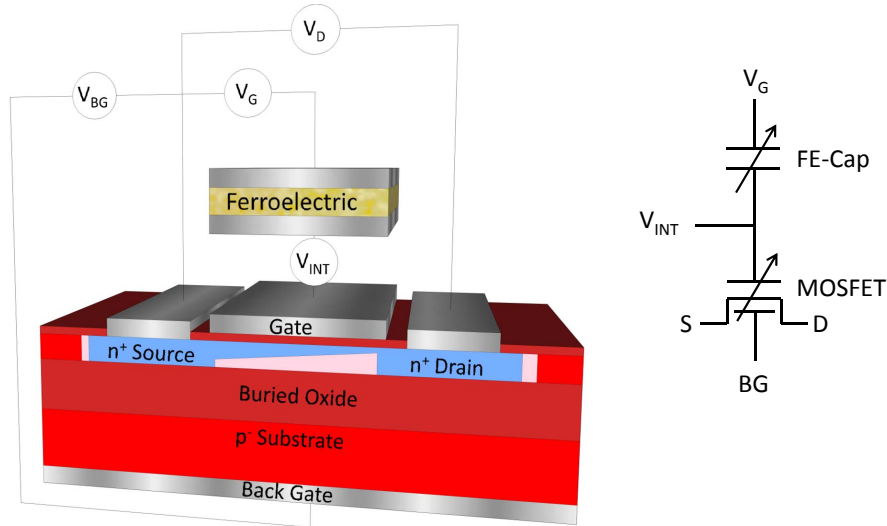 V_D
V_BG
V_G
Ferroelectric
V_INT
Gate
n⁺ Source
n⁺ Drain
Buried Oxide
p⁻ Substrate
Back Gate
V_G
FE-Cap
V_INT
MOSFET
S
D
BG